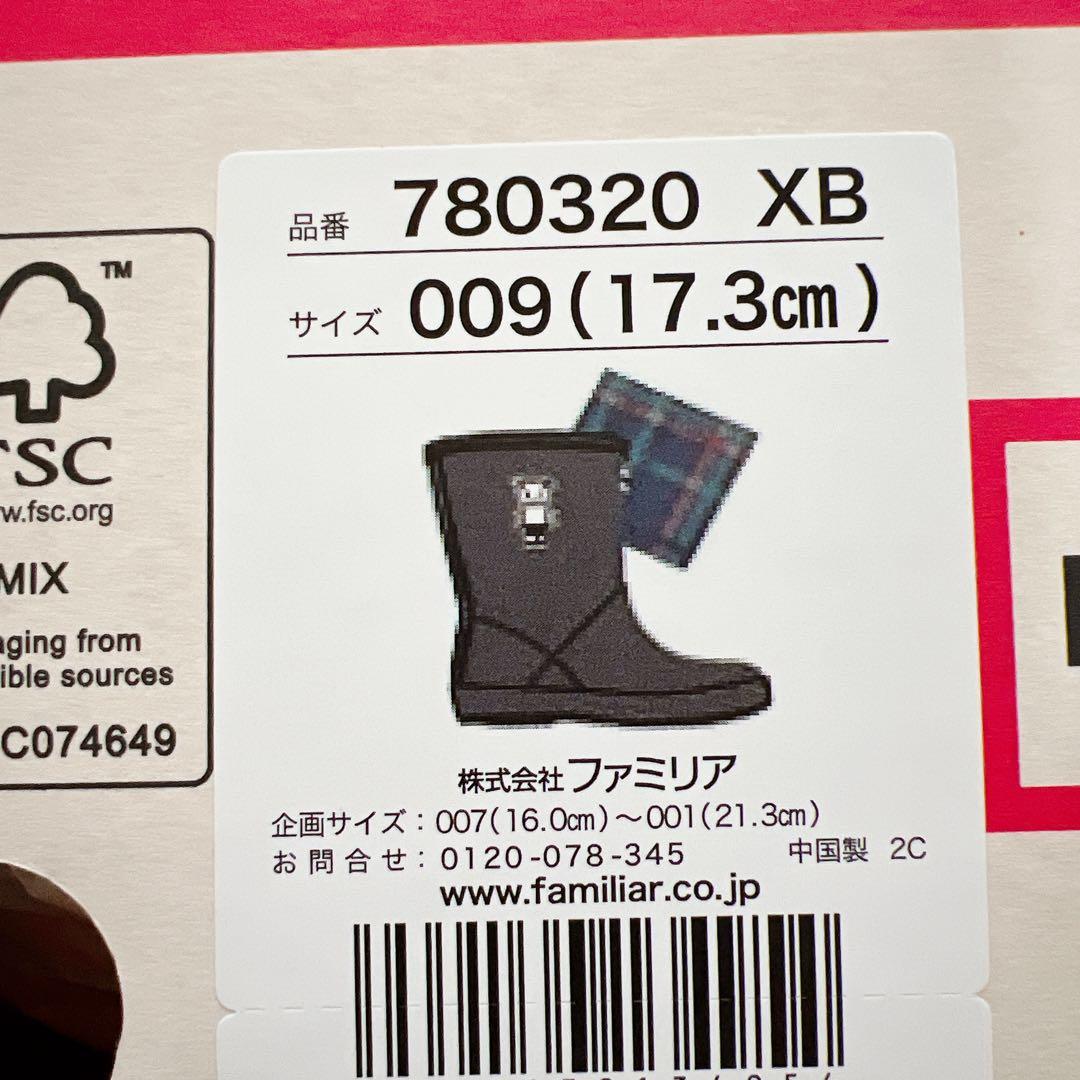 品番 780320 XB
サイズ 009(17.3cm)
TM
FSC
w.fsc.org
MIX
aging from
ible sources
C074649
株式会社ファミリア
企画サイズ：007(16.0cm)～001(21.3cm)
お問合せ：0120-078-345 中国製 2C
www.familiar.co.jp